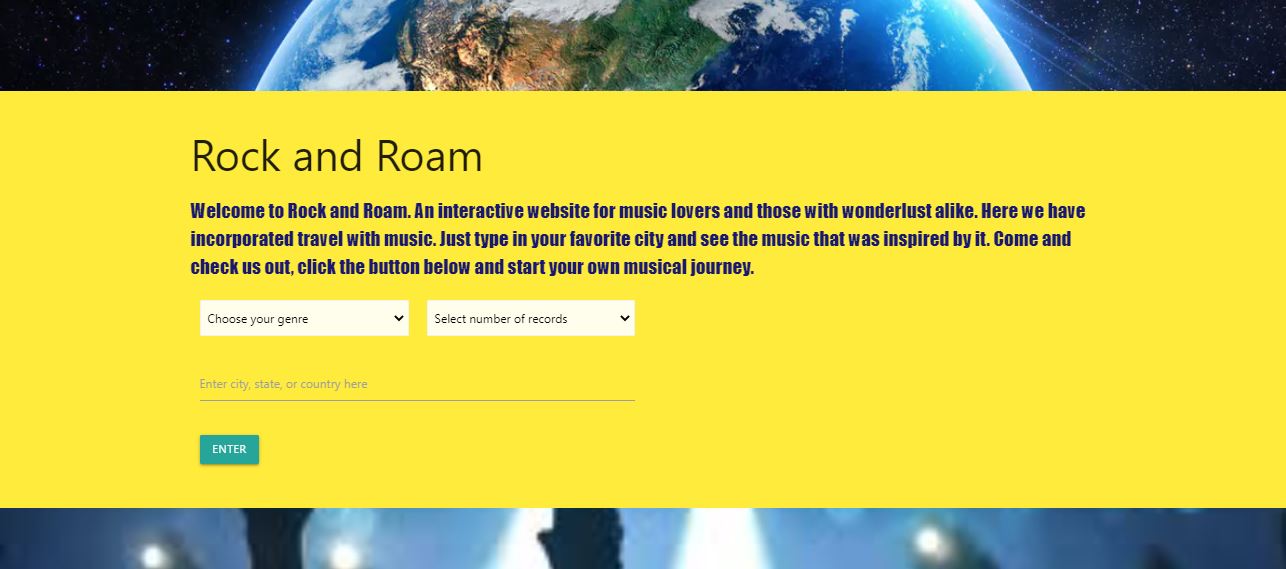 Rock and Roam
Welcome to Rock and Roam. An interactive website for music lovers and those with wonderlust alike. Here we have
incorporated travel with music. Just type in your favorite city and see the music that was inspired by it. Come and
check us out, click the button below and start your own musical journey.
Choose your genre
Select number of records
Enter city, state, or country here
ENTER